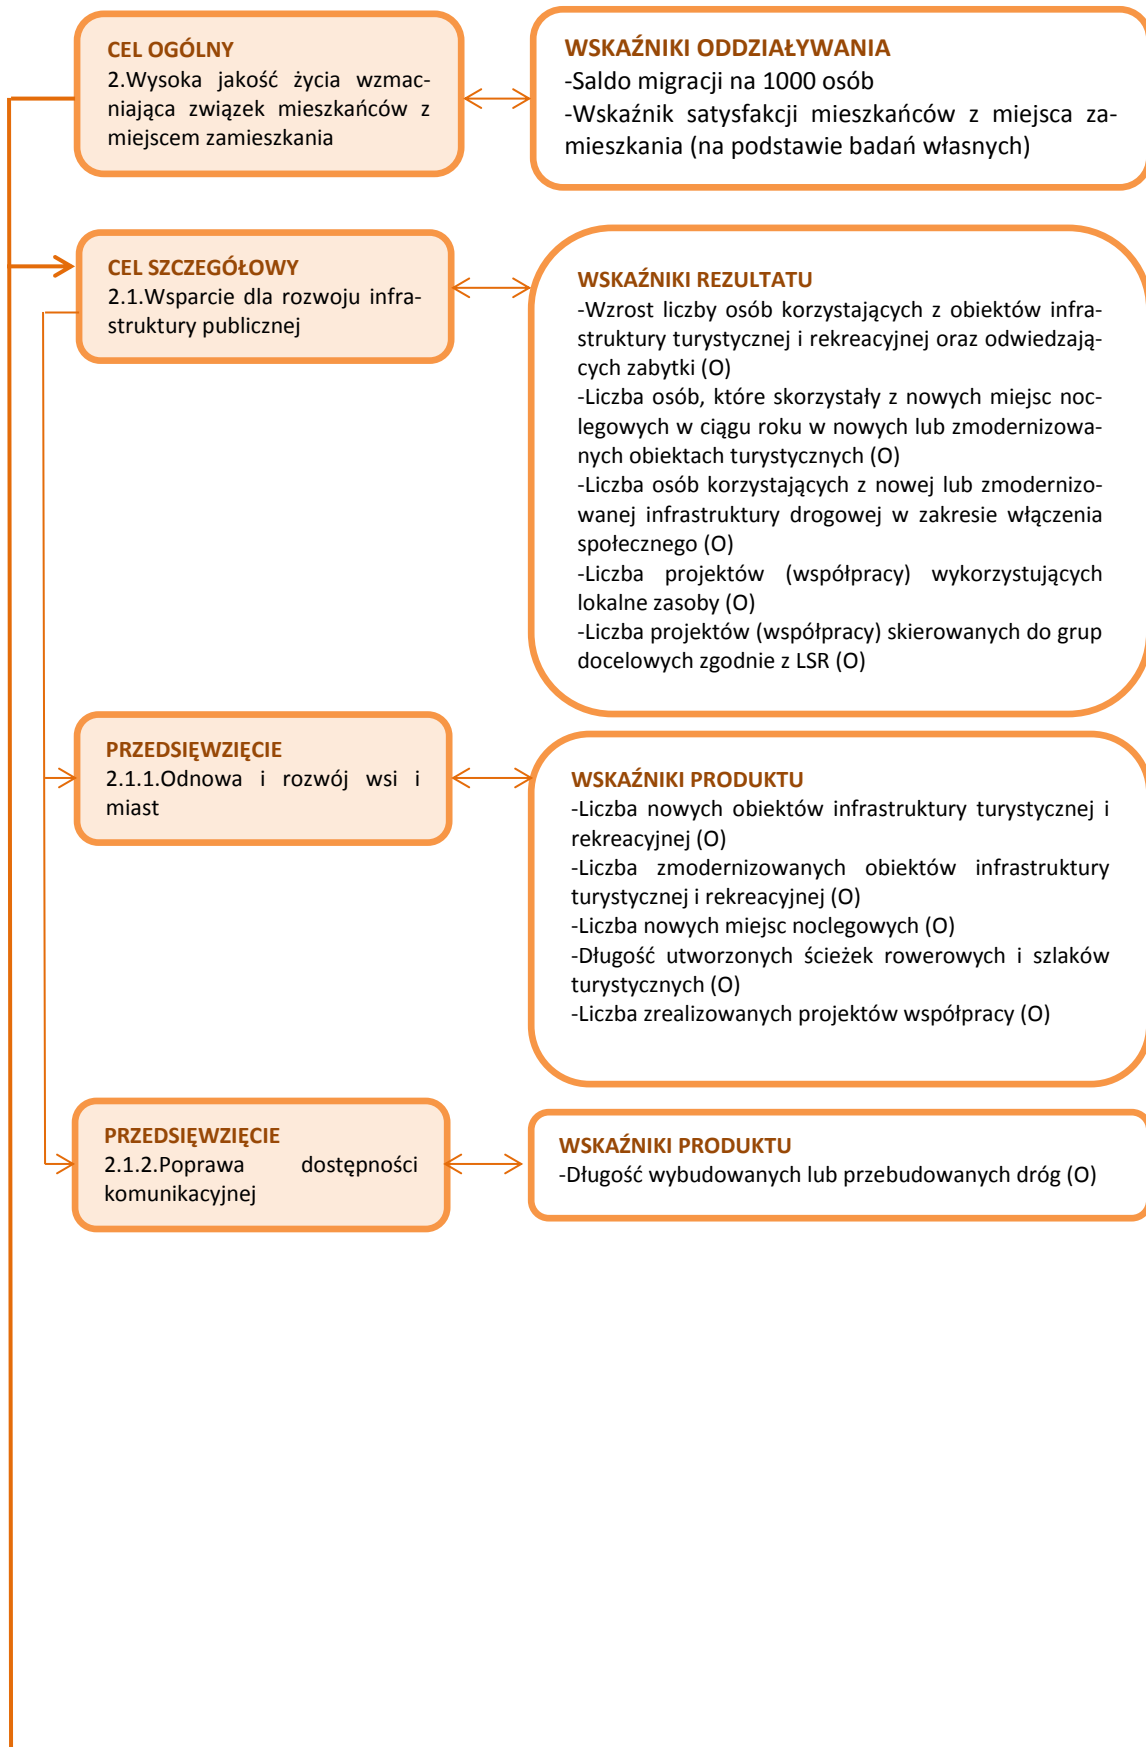 CEL OGÓLNY
2.Wysoka jakość życia wzmac-
niająca związek mieszkańców z
miejscem zamieszkania
WSKAŹNIKI ODDZIAŁYWANIA
-Saldo migracji na 1000 osób
-Wskaźnik satysfakcji mieszkańców z miejsca za-
mieszkania (na podstawie badań własnych)
CEL SZCZEGÓŁOWY
2.1.Wsparcie dla rozwoju infra-
struktury publicznej
WSKAŹNIKI REZULTATU
-Wzrost liczby osób korzystających z obiektów infra-
struktury turystycznej i rekreacyjnej oraz odwiedzają-
cych zabytki (O)
-Liczba osób, które skorzystały z nowych miejsc noc-
legowych w ciągu roku w nowych lub zmodernizowa-
nych obiektach turystycznych (O)
-Liczba osób korzystających z nowej lub zmodernizo-
wanej infrastruktury drogowej w zakresie włączenia
społecznego (O)
-Liczba projektów (współpracy) wykorzystujących
lokalne zasoby (O)
-Liczba projektów (współpracy) skierowanych do grup
docelowych zgodnie z LSR (O)
PRZEDSIĘWZIĘCIE
2.1.1.Odnowa i rozwój wsi i
miast
WSKAŹNIKI PRODUKTU
-Liczba nowych obiektów infrastruktury turystycznej i
rekreacyjnej (O)
-Liczba zmodernizowanych obiektów infrastruktury
turystycznej i rekreacyjnej (O)
-Liczba nowych miejsc noclegowych (O)
-Długość utworzonych ścieżek rowerowych i szlaków
turystycznych (O)
-Liczba zrealizowanych projektów współpracy (O)
PRZEDSIĘWZIĘCIE
2.1.2.Poprawa dostępności
komunikacyjnej
WSKAŹNIKI PRODUKTU
-Długość wybudowanych lub przebudowanych dróg (O)